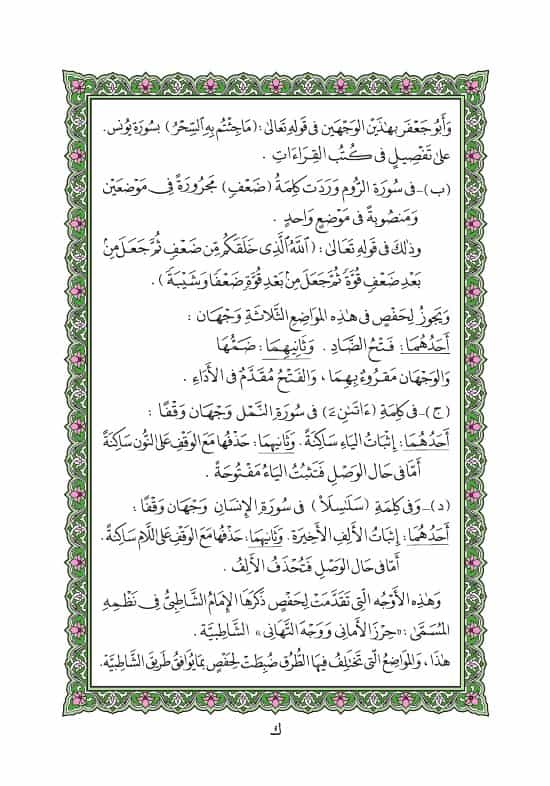 وَأَبُو جَعْفَرٍ بِهَٰذَيْنِ الوَجْهَيْنِ فِي قَوْلِهِ تَعَالَىٰ: (مَا جِئْتُم بِهِ ٱلسِّحْرُ) بِسُورَةِ يُونُسَ.
عَلَىٰ تَفْصِيلٍ فِي كُتُبِ القِرَاءَاتِ .
(ب)_ فِي سُورَةِ الرُّومِ وَرَدَتْ كَلِمَةُ (ضَعْفٍ) مَجْرُورَةً فِي مَوْضِعَيْنِ
وَمَنْصُوبَةً فِي مَوْضِعٍ وَاحِدٍ .
وَذَٰلِكَ فِي قَوْلِهِ تَعَالَىٰ: (ٱللَّهُ ٱلَّذِي خَلَقَكُم مِّن ضَعْفٍ ثُمَّ جَعَلَ مِنۢ
بَعْدِ ضَعْفٍ قُوَّةً ثُمَّ جَعَلَ مِنۢ بَعْدِ قُوَّةٍ ضَعْفًا وَشَيْبَةً) .
وَيَجُوزُ لِحَفْصٍ فِي هَٰذِهِ المَوَاضِعِ الثَّلَاثَةِ وَجْهَانِ :
أَحَدُهُمَا: فَتْحُ الضَّادِ . وَثَانِيهِمَا: ضَمُّهَا
وَالوَجْهَانِ مَقْرُوءٌ بِهِمَا ، وَالفَتْحُ مُقَدَّمٌ فِي الأَدَاءِ .
(ج)_ فِي كَلِمَةِ (ءَاتَىٰنِۦَ) فِي سُورَةِ النَّمْلِ وَجْهَانِ وَقْفًا :
أَحَدُهُمَا: إِثْبَاتُ اليَاءِ سَاكِنَةً . وَثَانِيهِمَا: حَذْفُهَا مَعَ الوَقْفِ عَلَى النُّونِ سَاكِنَةً
أَمَّا فِي حَالِ الوَصْلِ فَتَثْبُتُ اليَاءُ مَفْتُوحَةً .
(د)_ وَفِي كَلِمَةِ (سَلَٰسِلَا۟) فِي سُورَةِ الإِنْسَانِ وَجْهَانِ وَقْفًا :
أَحَدُهُمَا: إِثْبَاتُ الأَلِفِ الأَخِيرَةِ . وَثَانِيهِمَا: حَذْفُهَا مَعَ الوَقْفِ عَلَى اللَّامِ سَاكِنَةً.
أَمَّا فِي حَالِ الوَصْلِ فَتُحْذَفُ الأَلِفُ .
وَهَٰذِهِ الأَوْجُهُ الَّتِي تَقَدَّمَتْ لِحَفْصٍ ذَكَرَهَا الإِمَامُ الشَّاطِبِيُّ فِي نَظْمِهِ
المُسَمَّىٰ: «حِرْزَ الأَمَانِي وَوَجْهَ التَّهَانِي» الشَّاطِبِيَّة .
هَٰذَا ، وَالمَوَاضِعُ الَّتِي تَخْتَلِفُ فِيهَا الطُّرُقُ ضُبِطَتْ لِحَفْصٍ بِمَا يُوَافِقُ طَرِيقَ الشَّاطِبِيَّةِ.
ك